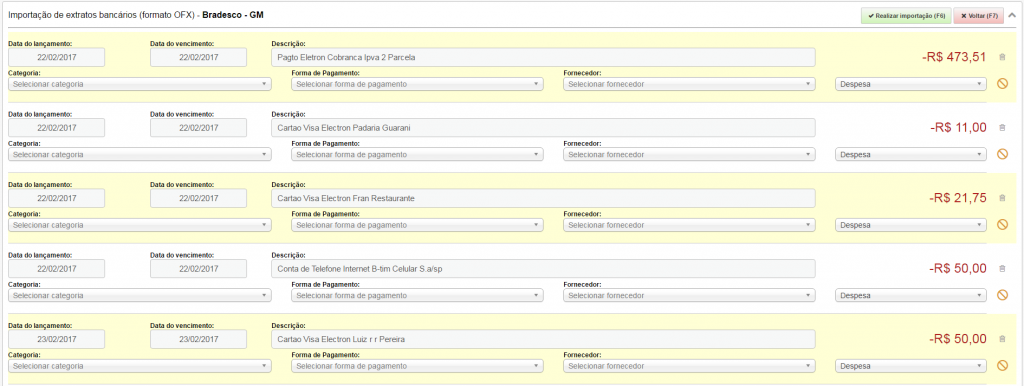 Importação de extratos bancários (formato OFX) - Bradesco - GM Realizar importação (F6) Voltar (F7)
Data do lançamento: Data do vencimento: Descrição:
22/02/2017 22/02/2017 Pagto Eletron Cobranca Ipva 2 Parcela -R$ 473,51
Categoria: Forma de Pagamento: Fornecedor:
Selecionar categoria Selecionar forma de pagamento Selecionar fornecedor Despesa
Data do lançamento: Data do vencimento: Descrição:
22/02/2017 22/02/2017 Cartao Visa Electron Padaria Guarani -R$ 11,00
Categoria: Forma de Pagamento: Fornecedor:
Selecionar categoria Selecionar forma de pagamento Selecionar fornecedor Despesa
Data do lançamento: Data do vencimento: Descrição:
22/02/2017 22/02/2017 Cartao Visa Electron Fran Restaurante -R$ 21,75
Categoria: Forma de Pagamento: Fornecedor:
Selecionar categoria Selecionar forma de pagamento Selecionar fornecedor Despesa
Data do lançamento: Data do vencimento: Descrição:
22/02/2017 22/02/2017 Conta de Telefone Internet B-tim Celular S.a/sp -R$ 50,00
Categoria: Forma de Pagamento: Fornecedor:
Selecionar categoria Selecionar forma de pagamento Selecionar fornecedor Despesa
Data do lançamento: Data do vencimento: Descrição:
23/02/2017 23/02/2017 Cartao Visa Electron Luiz r r Pereira -R$ 50,00
Categoria: Forma de Pagamento: Fornecedor:
Selecionar categoria Selecionar forma de pagamento Selecionar fornecedor Despesa